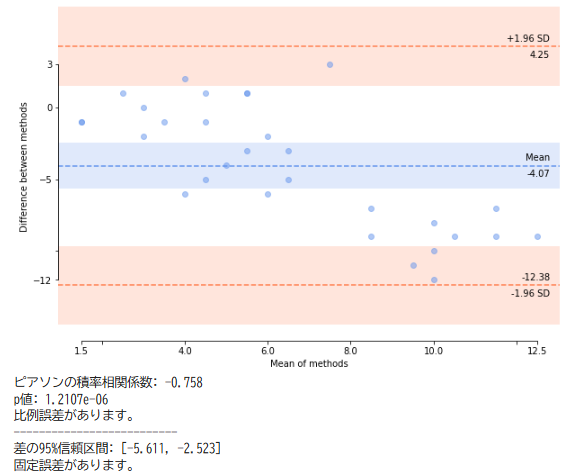 +1.96 SD
4.25
3
0
Difference between methods
Mean
-4.07
−5
-12.38
−12
-1.96 SD
1.5 4.0 6.0 8.0 10.0 12.5
Mean of methods
ピアソンの積率相関係数: -0.758
p値: 1.2107e-06
比例誤差があります。
--------------------------
差の95%信頼区間: [-5.611, -2.523]
固定誤差があります。